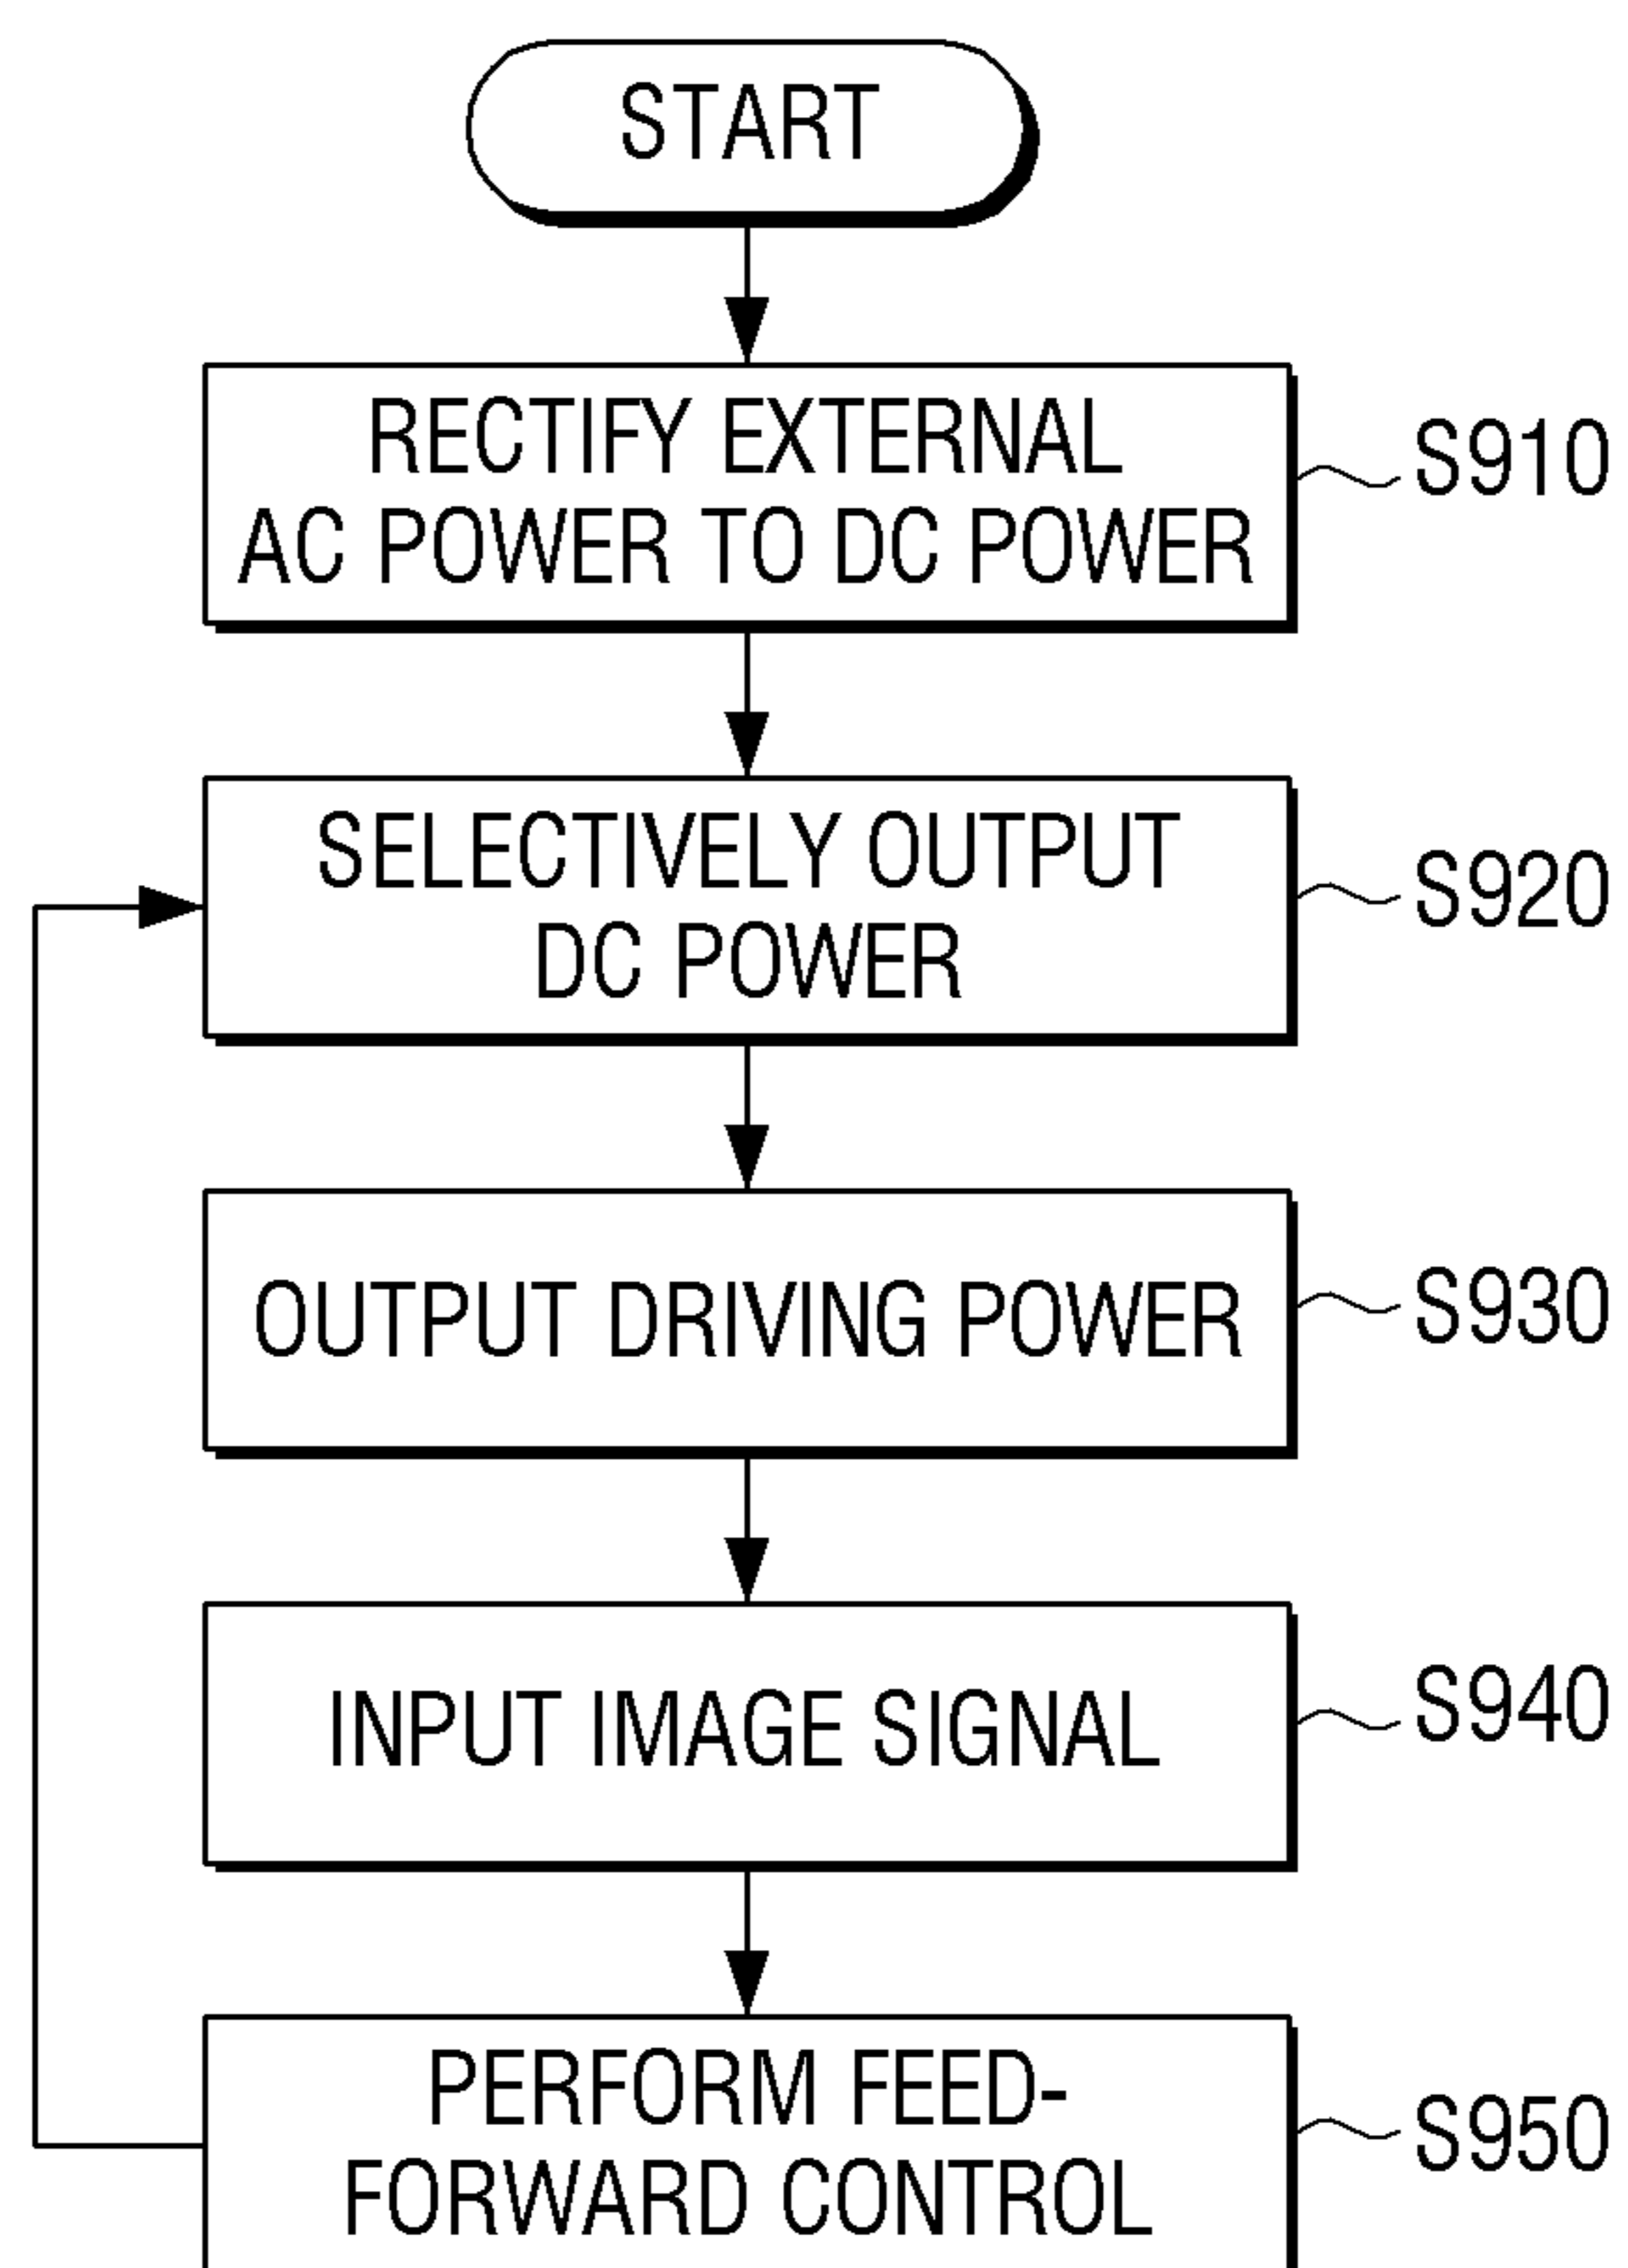 START
RECTIFY EXTERNAL
AC POWER TO DC POWER
S910
SELECTIVELY OUTPUT
DC POWER
S920
OUTPUT DRIVING POWER
S930
INPUT IMAGE SIGNAL
S940
PERFORM FEED-
FORWARD CONTROL
S950